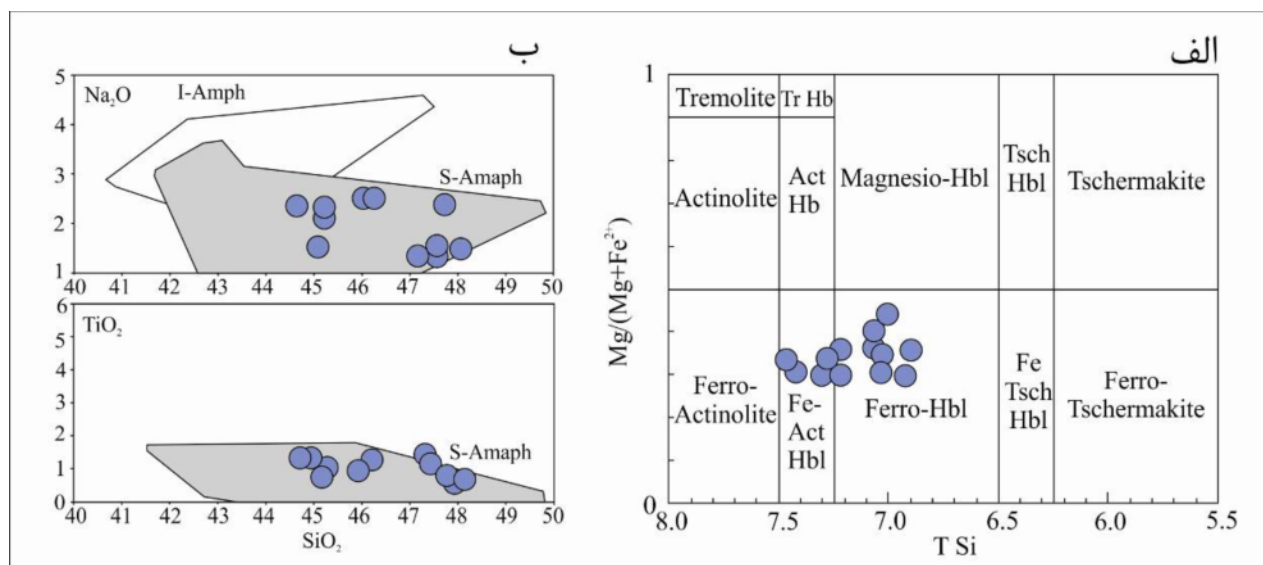 ب
5
Na₂O
I-Amph
4
3
S-Amaph
2
1
40 41 42 43 44 45 46 47 48 49 50
6
TiO₂
5
4
3
2
S-Amaph
1
0
40 41 42 43 44 45 46 47 48 49 50
SiO₂
الف
1
Tremolite
Tr Hb
Actinolite
Act
Hb
Magnesio-Hbl
Tsch
Hbl
Tschermakite
Mg/(Mg+Fe²⁺)
Ferro-
Actinolite
Fe-
Act
Hbl
Ferro-Hbl
Fe
Tsch
Hbl
Ferro-
Tschermakite
0
8.0 7.5 7.0 6.5 6.0 5.5
T Si